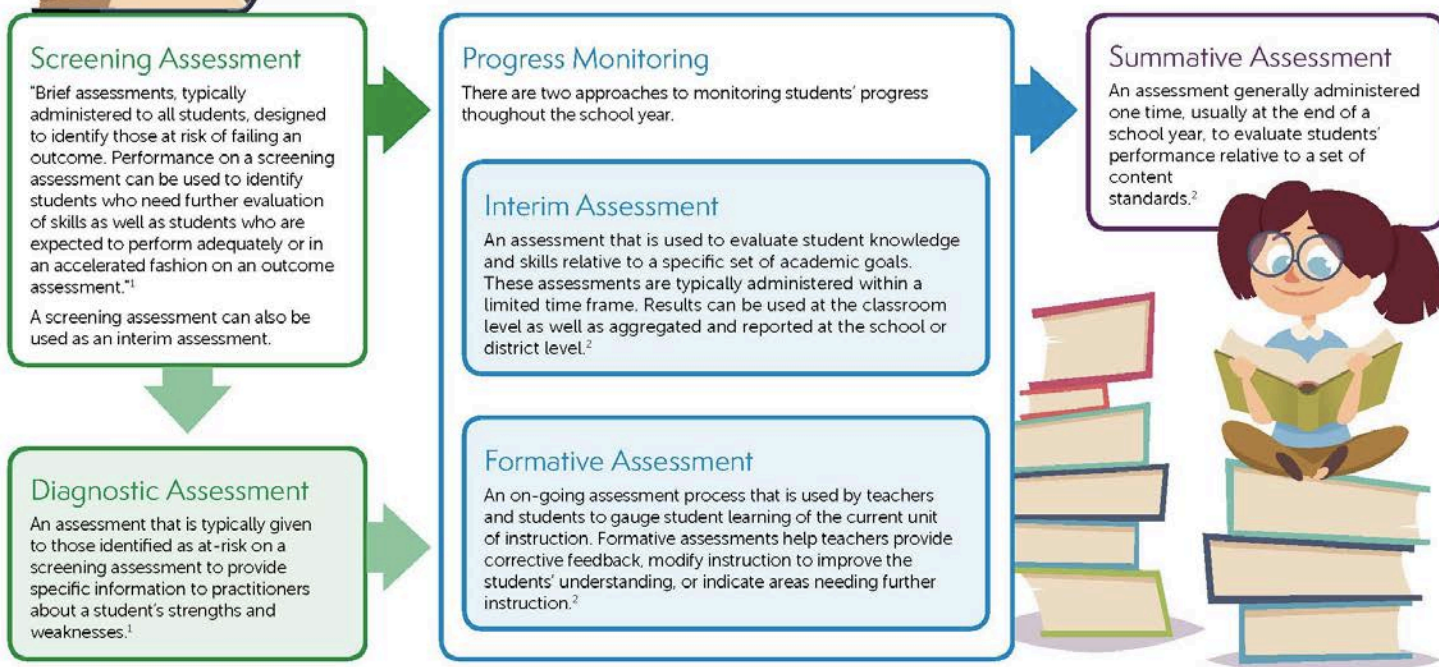 Screening Assessment
"Brief assessments, typically
administered to all students, designed
to identify those at risk of failing an
outcome. Performance on a screening
assessment can be used to identify
students who need further evaluation
of skills as well as students who are
expected to perform adequately or in
an accelerated fashion on an outcome
assessment."1
A screening assessment can also be
used as an interim assessment.
Diagnostic Assessment
An assessment that is typically given
to those identified as at-risk on a
screening assessment to provide
specific information to practitioners
about a student's strengths and
weaknesses.1
Progress Monitoring
There are two approaches to monitoring students' progress
thoughout the school year.
Interim Assessment
An assessment that is used to evaluate student knowledge
and skills relative to a specific set of academic goals.
These assessments are typically administered within a
limited time frame. Results can be used at the classroom
level as well as aggregated and reported at the school or
district level.2
Formative Assessment
An on-going assessment process that is used by teachers
and students to gauge student learning of the current unit
of instruction. Formative assessments help teachers provide
corrective feedback, modify instruction to improve the
students' understanding, or indicate areas needing further
instruction.2
Summative Assessment
An assessment generally administered
one time, usually at the end of a
school year, to evaluate students'
performance relative to a set of
content
standards.2